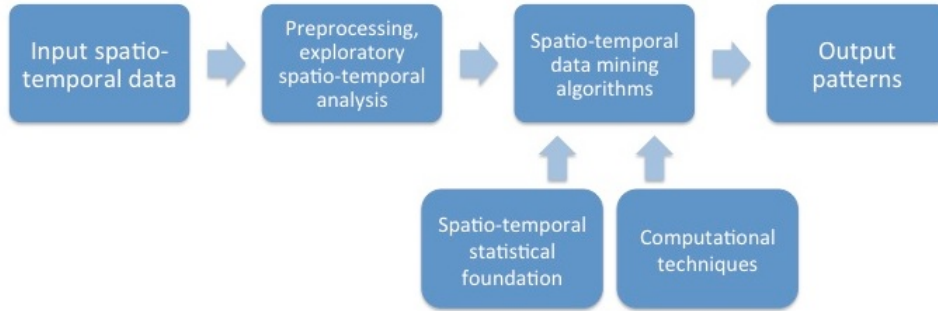 Input spatio-
temporal data
Preprocessing,
exploratory
spatio-temporal
analysis
Spatio-temporal
data mining
algorithms
Output
patterns
Spatio-temporal
statistical
foundation
Computational
techniques